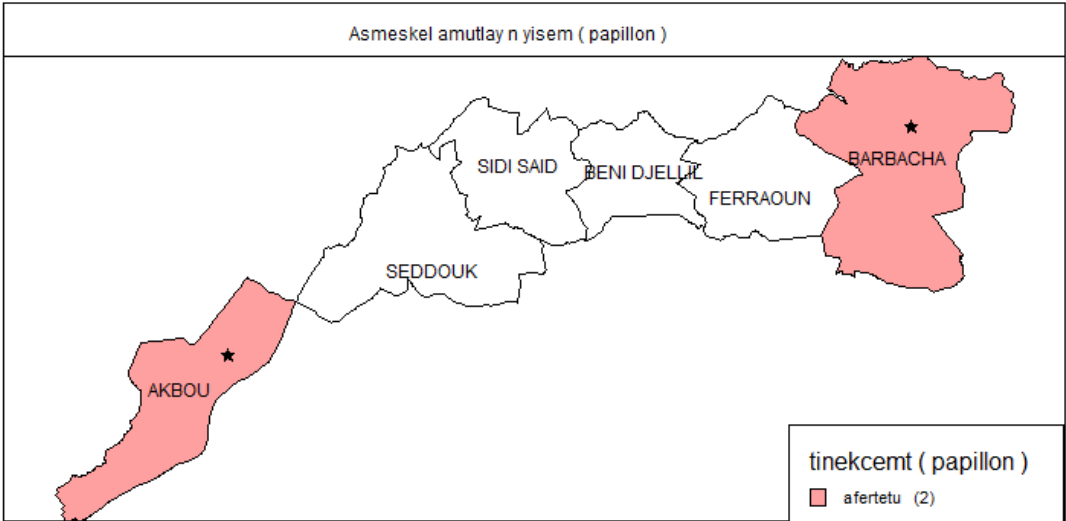 Asmeskel amutlay n yisem ( papillon )
BARBACHA
SIDI SAID
BENI DJELLIL
FERRAOUN
SEDDOUK
AKBOU
tinekcemt ( papillon )
afertetu (2)